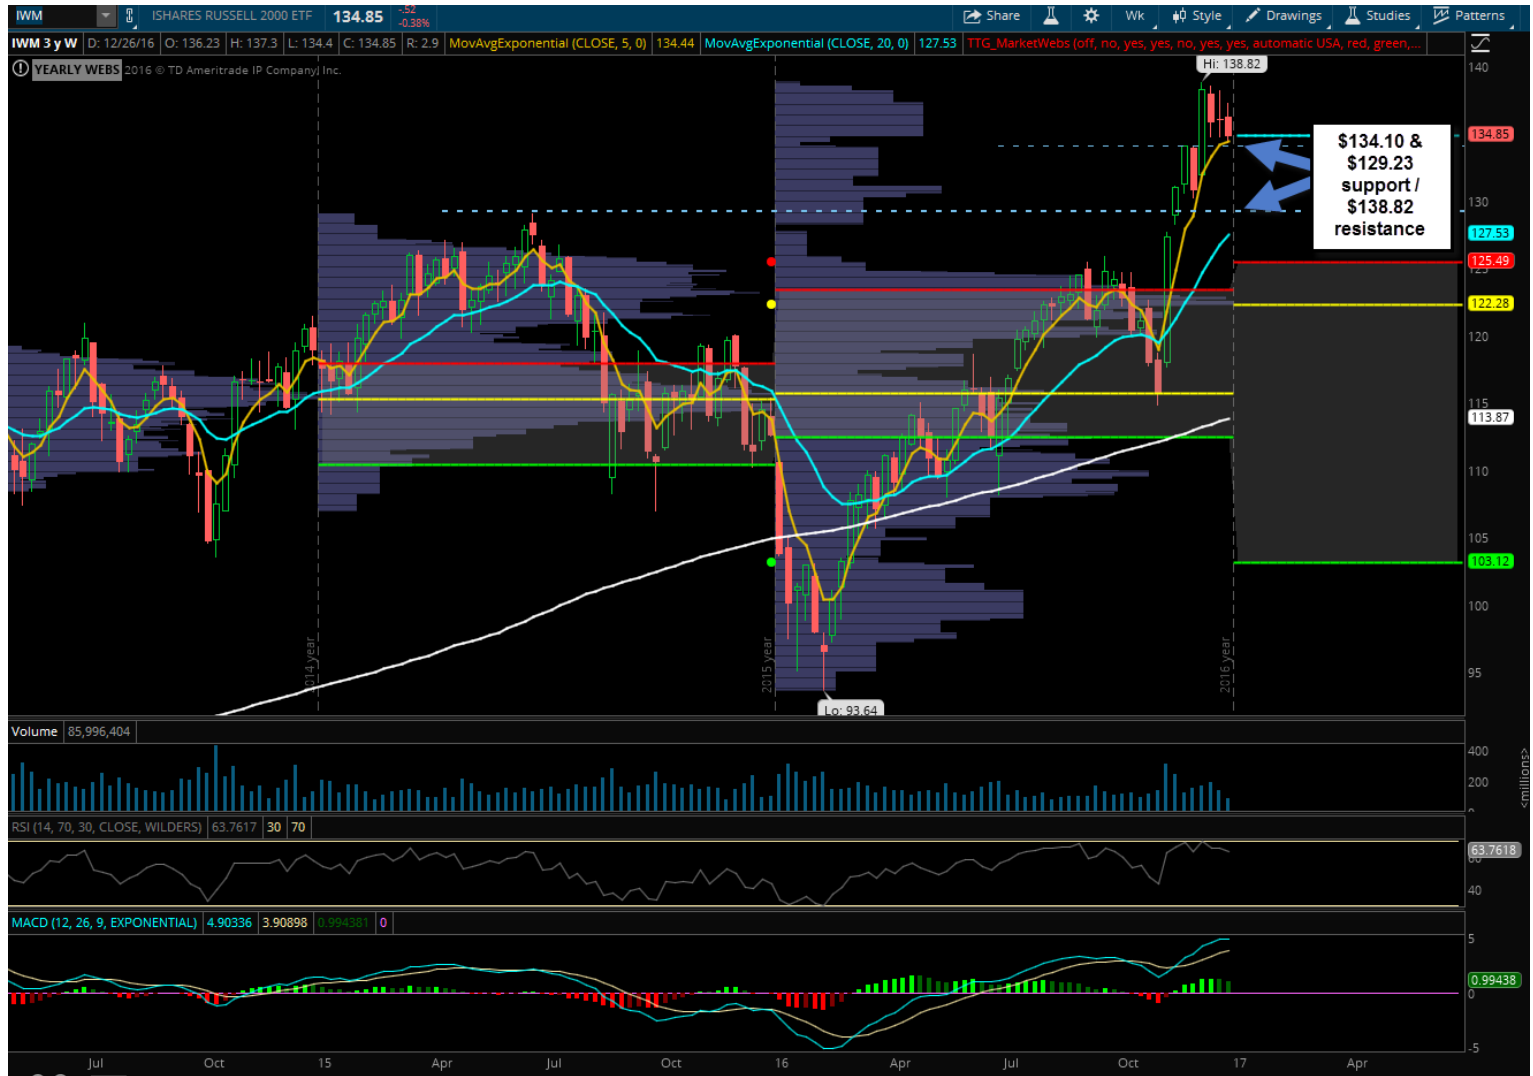 IWM
ISHARES RUSSELL 2000 ETF
134.85
-.52
-0.38%
Share
Wk
Style
Drawings
Studies
Patterns
IWM 3 y W D: 12/26/16 O: 136.23 H: 137.3 L: 134.4 C: 134.85 R: 2.9 MovAvgExponential (CLOSE, 5, 0) 134.44 MovAvgExponential (CLOSE, 20, 0) 127.53 TTG_MarketWebs (off, no, yes, yes, no, yes, yes, automatic USA, red, green,...
YEARLY WEBS 2016 © TD Ameritrade IP Company, Inc.
Hi: 138.82
140
134.85
130
127.53
125.49
125
122.28
120
115
113.87
110
105
103.12
100
95
$134.10 &
$129.23
support /
$138.82
resistance
2014 year
2015 year
2016 year
Lo: 93.64
Volume 85,996,404
400
200
0
<millions>
RSI (14, 70, 30, CLOSE, WILDERS) 63.7617 30 70
63.7618
60
40
MACD (12, 26, 9, EXPONENTIAL) 4.90336 3.90898 0.994381 0
5
0.99438
0
-5
Jul
Oct
15
Apr
Jul
Oct
16
Apr
Jul
Oct
17
Apr